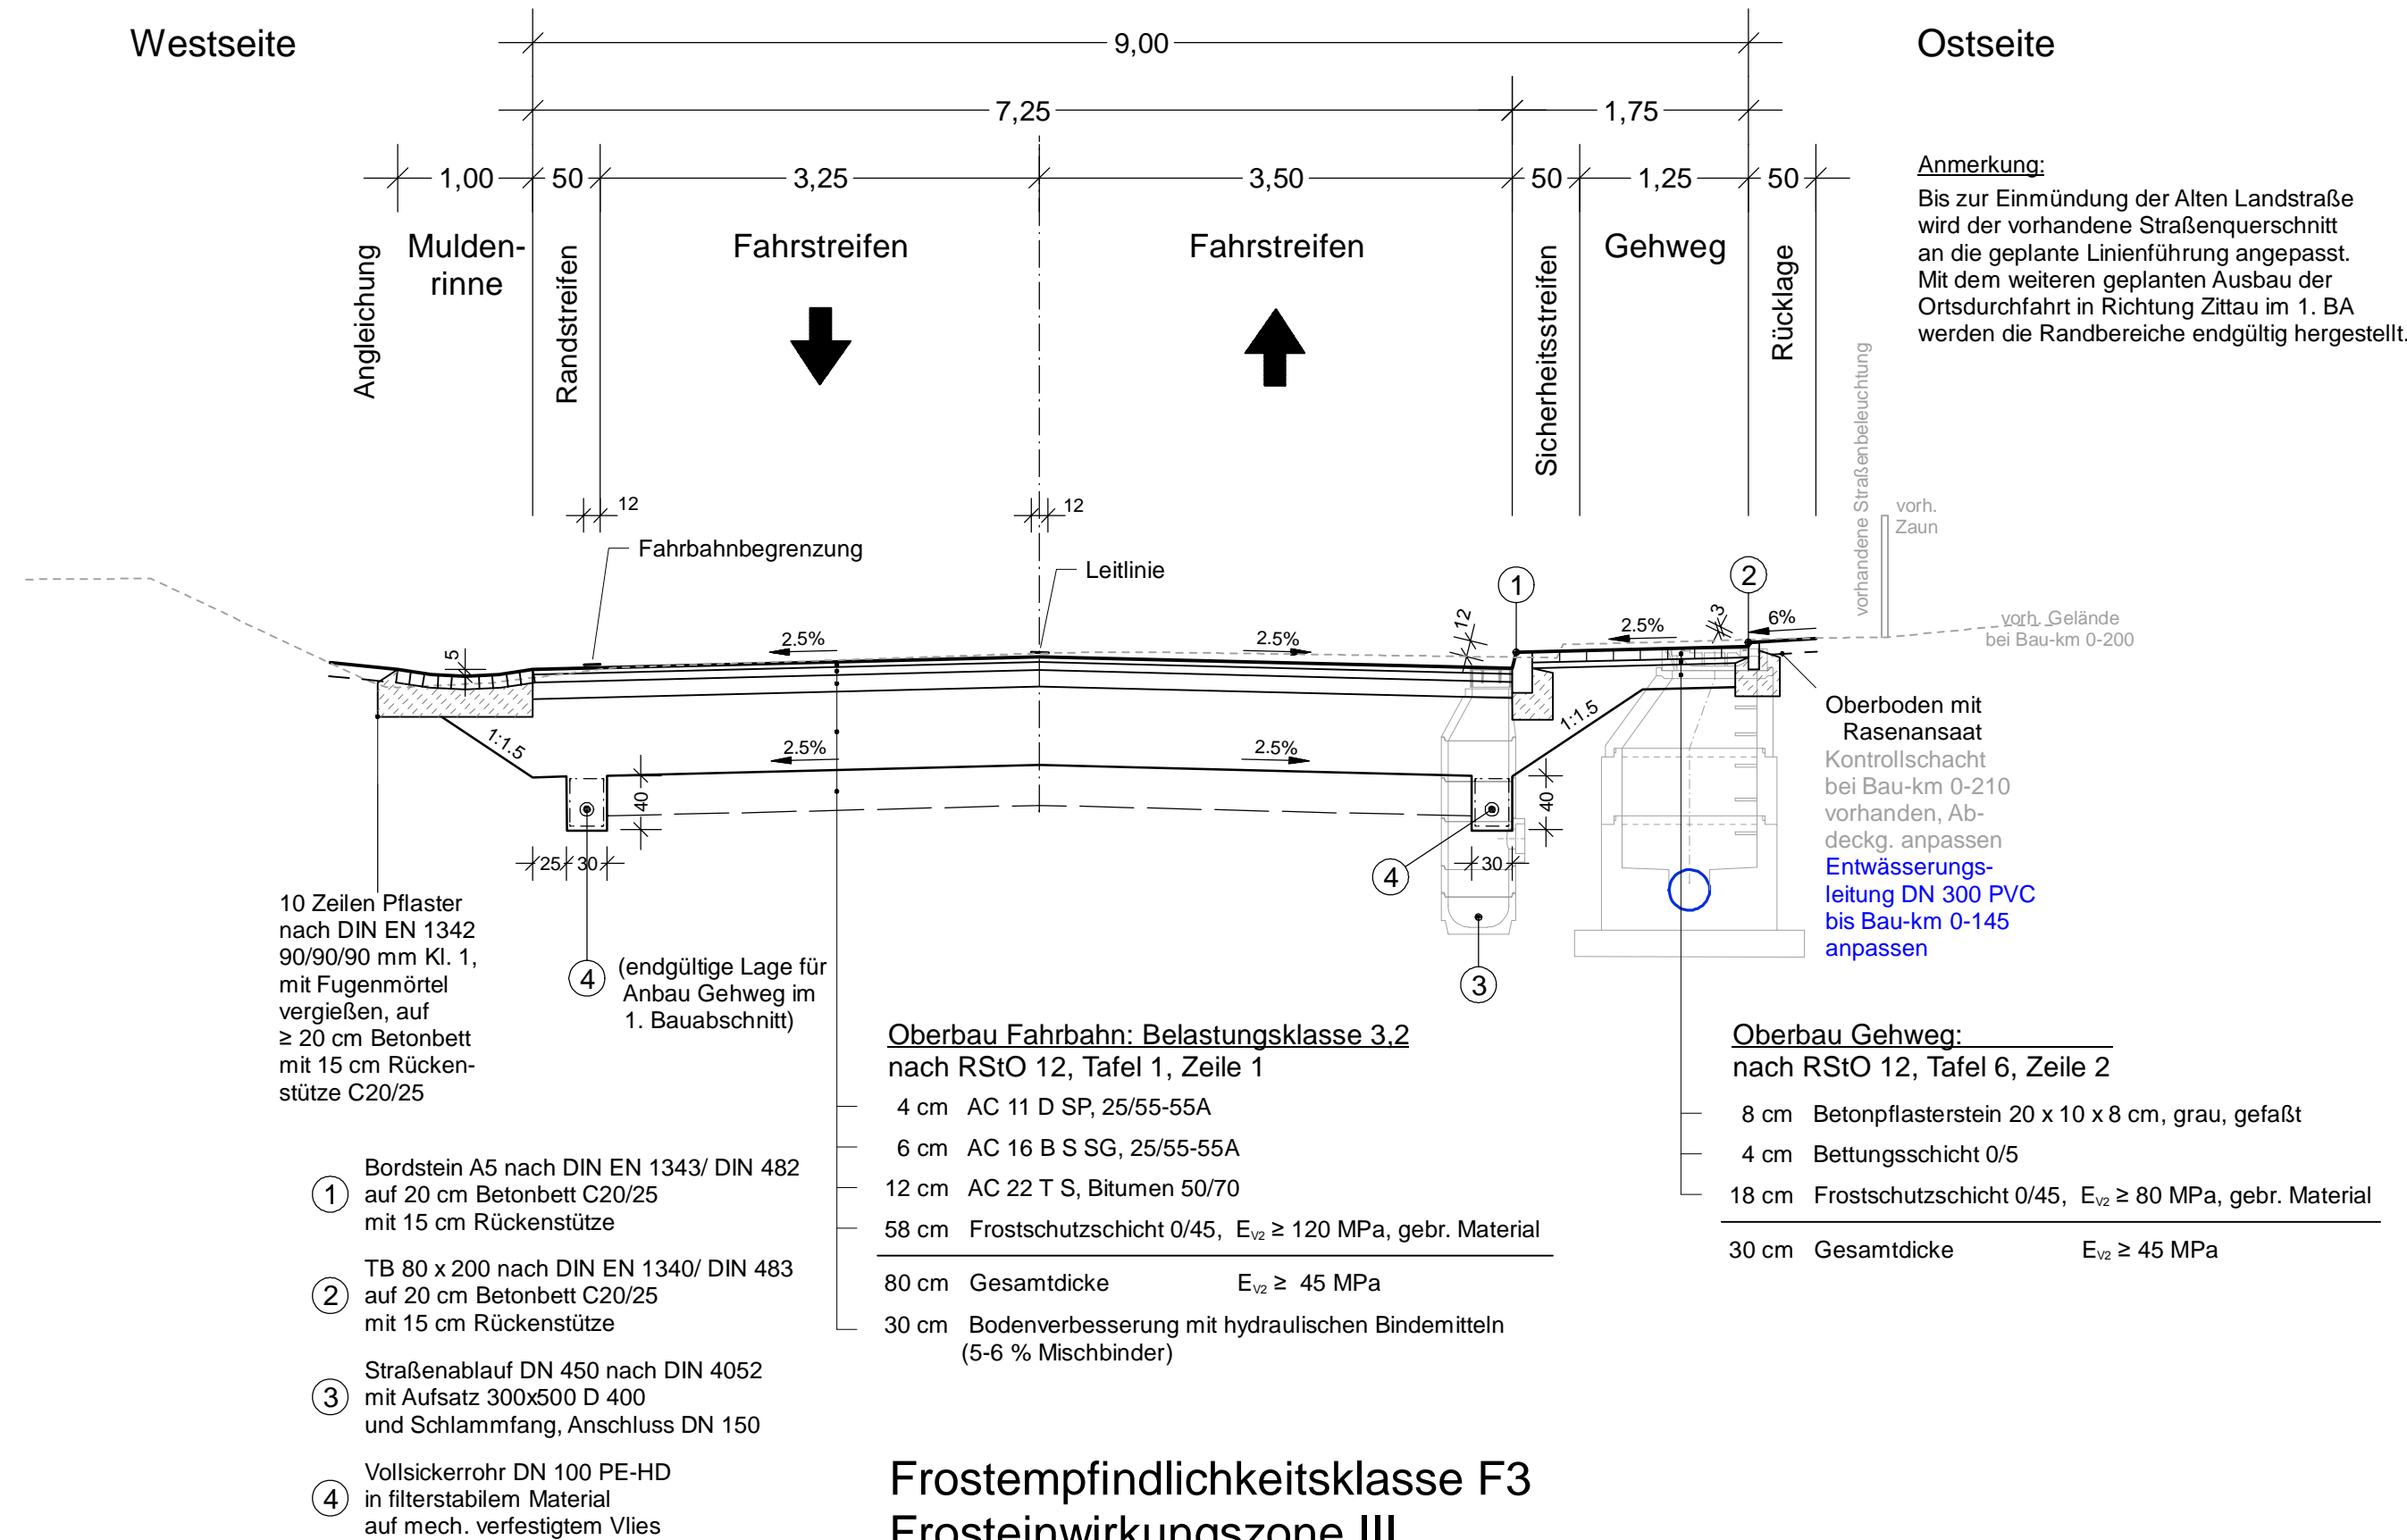 Westseite
Ostseite
9,00
7,25
1,75
1,00
50
3,25
3,50
50
1,25
50
Angleichung
Mulden-
rinne
Randstreifen
Fahrstreifen
Fahrstreifen
Sicherheitsstreifen
Gehweg
Rücklage
Anmerkung:
Bis zur Einmündung der Alten Landstraße
wird der vorhandene Straßenquerschnitt
an die geplante Linienführung angepasst.
Mit dem weiteren geplanten Ausbau der
Ortsdurchfahrt in Richtung Zittau im 1. BA
werden die Randbereiche endgültig hergestellt.
vorhandene Straßenbeleuchtung
vorh.
Zaun
12
12
Fahrbahnbegrenzung
Leitlinie
1
2
vorh. Gelände
bei Bau-km 0-200
5
2.5%
2.5%
12
2.5%
3
6%
1:1.5
2.5%
2.5%
1:1.5
40
40
25
30
30
4
Oberboden mit
Rasenansaat
Kontrollschacht
bei Bau-km 0-210
vorhanden, Ab-
deckg. anpassen
Entwässerungs-
leitung DN 300 PVC
bis Bau-km 0-145
anpassen
10 Zeilen Pflaster
nach DIN EN 1342
90/90/90 mm Kl. 1,
mit Fugenmörtel
vergießen, auf
≥ 20 cm Betonbett
mit 15 cm Rücken-
stütze C20/25
4
(endgültige Lage für
Anbau Gehweg im
1. Bauabschnitt)
3
Oberbau Fahrbahn: Belastungsklasse 3,2
nach RStO 12, Tafel 1, Zeile 1
4 cm AC 11 D SP, 25/55-55A
6 cm AC 16 B S SG, 25/55-55A
12 cm AC 22 T S, Bitumen 50/70
58 cm Frostschutzschicht 0/45, EV2 ≥ 120 MPa, gebr. Material
80 cm Gesamtdicke EV2 ≥ 45 MPa
30 cm Bodenverbesserung mit hydraulischen Bindemitteln
(5-6 % Mischbinder)
Oberbau Gehweg:
nach RStO 12, Tafel 6, Zeile 2
8 cm Betonpflasterstein 20 x 10 x 8 cm, grau, gefaßt
4 cm Bettungsschicht 0/5
18 cm Frostschutzschicht 0/45, EV2 ≥ 80 MPa, gebr. Material
30 cm Gesamtdicke EV2 ≥ 45 MPa
1
Bordstein A5 nach DIN EN 1343/ DIN 482
auf 20 cm Betonbett C20/25
mit 15 cm Rückenstütze
2
TB 80 x 200 nach DIN EN 1340/ DIN 483
auf 20 cm Betonbett C20/25
mit 15 cm Rückenstütze
3
Straßenablauf DN 450 nach DIN 4052
mit Aufsatz 300x500 D 400
und Schlammfang, Anschluss DN 150
4
Vollsickerrohr DN 100 PE-HD
in filterstabilem Material
auf mech. verfestigtem Vlies
Frostempfindlichkeitsklasse F3
Frosteinwirkungszone III